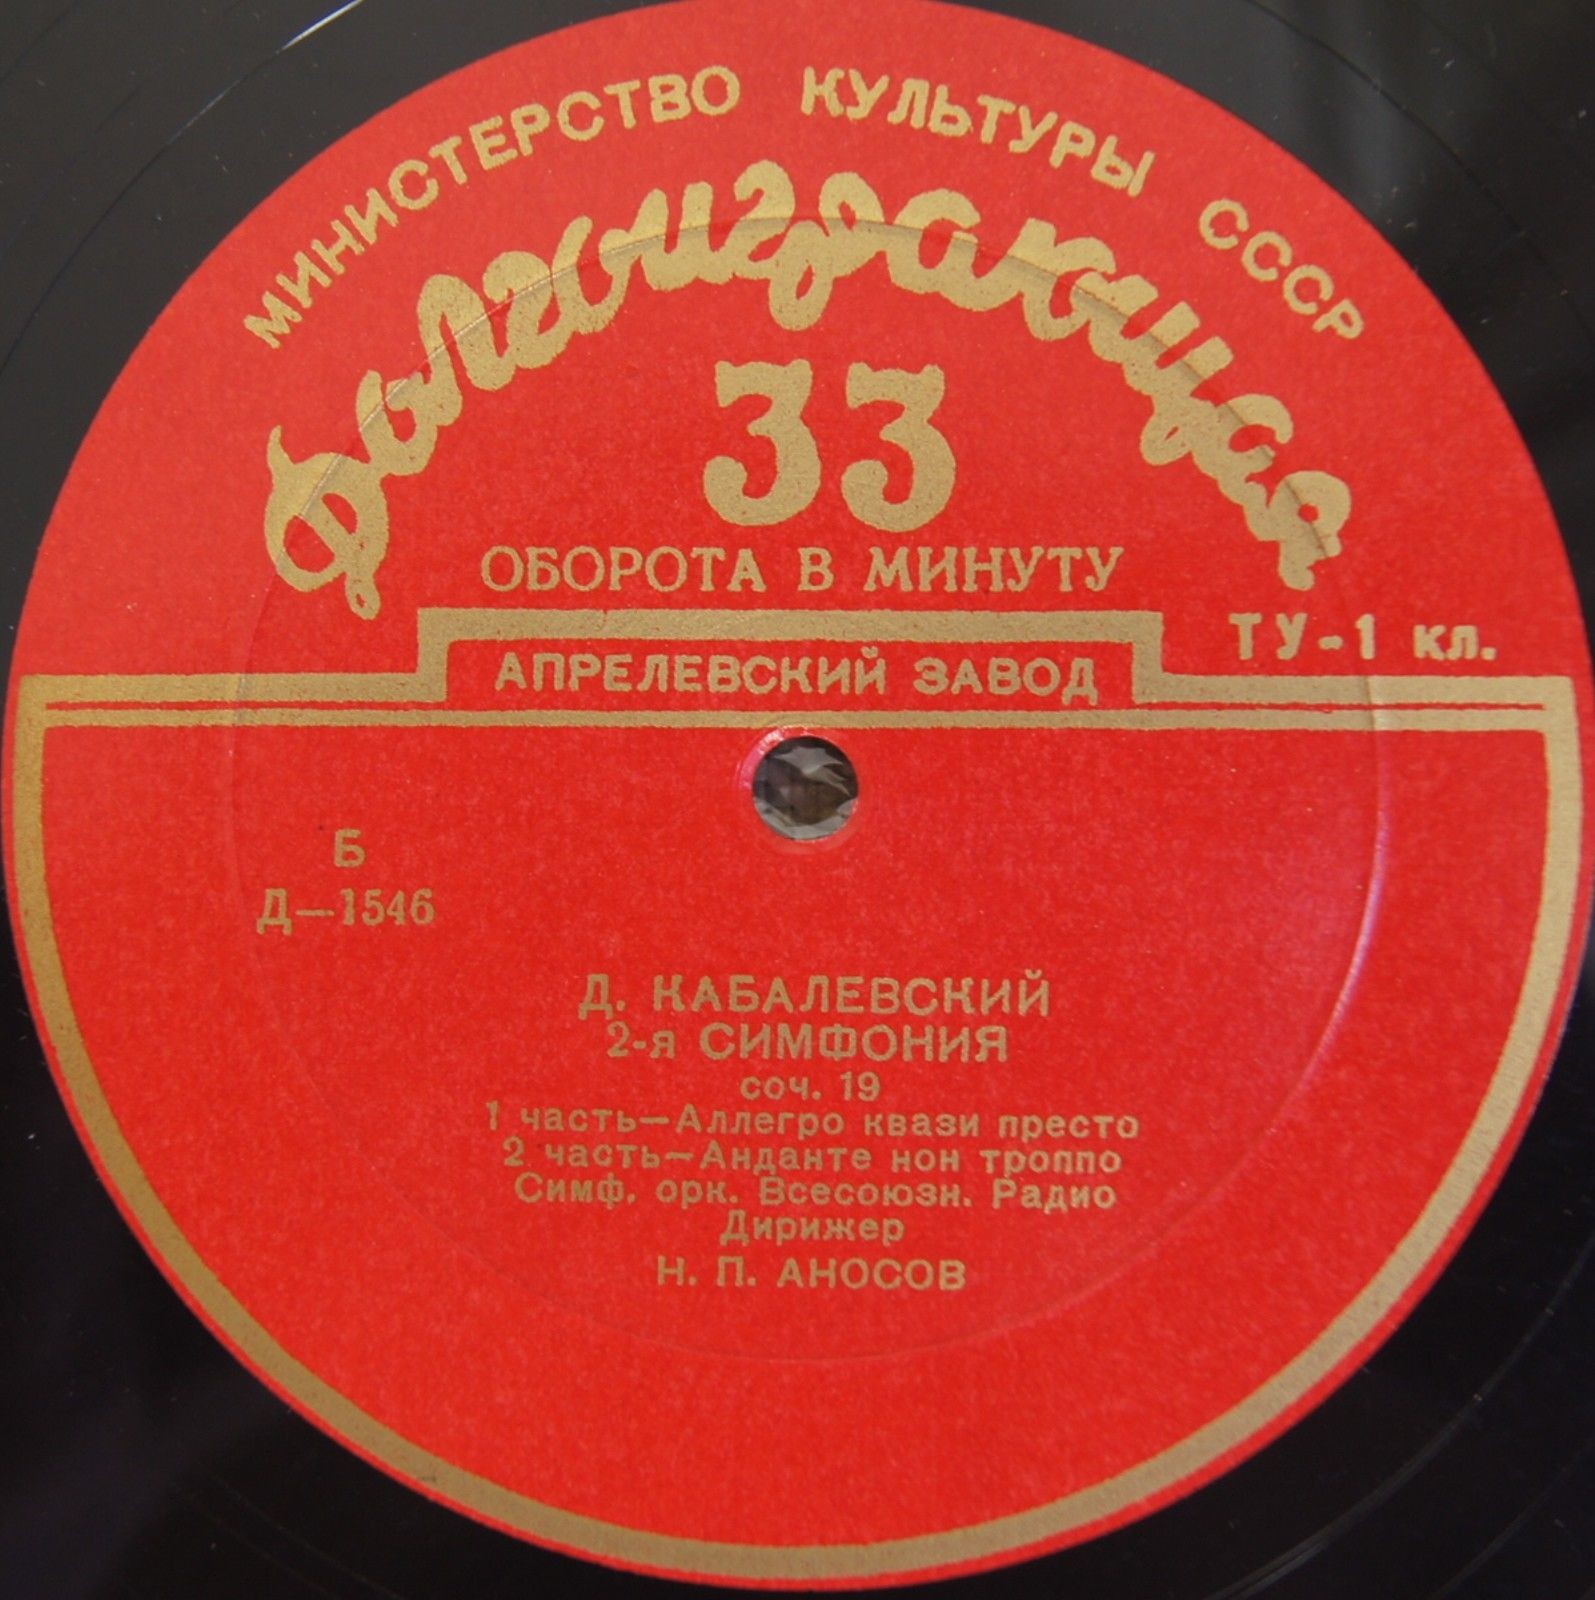 МИНИСТЕРСТВО КУЛЬТУРЫ СССР
Долгоиграющая
33
ОБОРОТА В МИНУТУ
ТУ-1 кл.
АПРЕЛЕВСКИЙ ЗАВОД
Б
Д—1546
Д. КАБАЛЕВСКИЙ
2-я СИМФОНИЯ
соч. 19
1 часть—Аллегро квази престо
2 часть—Анданте нон троппо
Симф. орк. Всесоюзн. Радио
Дирижер
Н. П. АНОСОВ